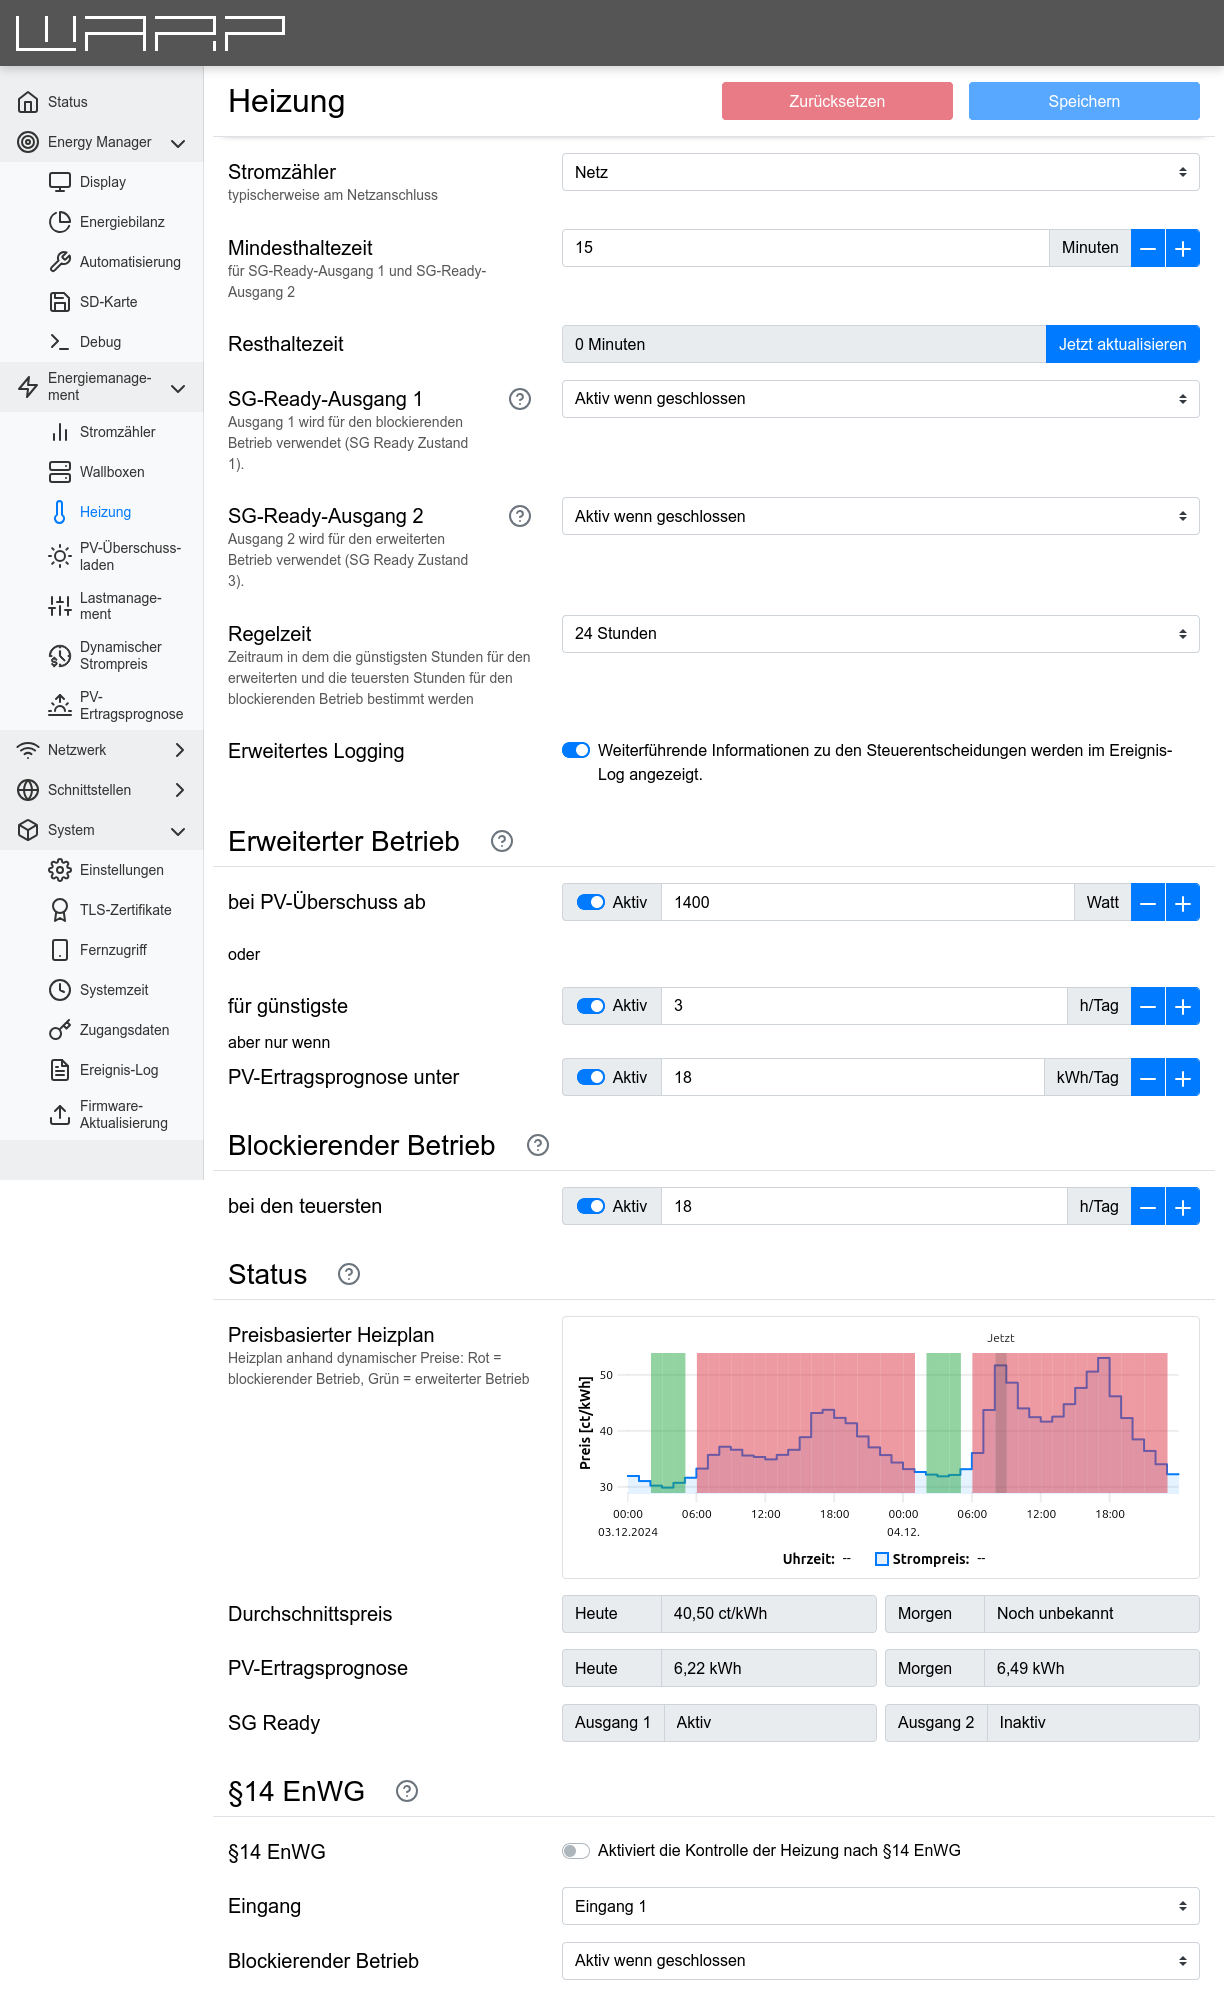 WARP
Status
Energy Manager
Display
Energiebilanz
Automatisierung
SD-Karte
Debug
Energiemanage-
ment
Stromzähler
Wallboxen
Heizung
PV-Überschuss-
laden
Lastmanage-
ment
Dynamischer
Strompreis
PV-
Ertragsprognose
Netzwerk
Schnittstellen
System
Einstellungen
TLS-Zertifikate
Fernzugriff
Systemzeit
Zugangsdaten
Ereignis-Log
Firmware-
Aktualisierung
Heizung
Zurücksetzen
Speichern
Stromzähler
typischerweise am Netzanschluss
Netz
Mindesthaltezeit
für SG-Ready-Ausgang 1 und SG-Ready-
Ausgang 2
15 Minuten
Resthaltezeit
0 Minuten
Jetzt aktualisieren
SG-Ready-Ausgang 1
Ausgang 1 wird für den blockierenden
Betrieb verwendet (SG Ready Zustand
1).
Aktiv wenn geschlossen
SG-Ready-Ausgang 2
Ausgang 2 wird für den erweiterten
Betrieb verwendet (SG Ready Zustand
3).
Aktiv wenn geschlossen
Regelzeit
Zeitraum in dem die günstigsten Stunden für den
erweiterten und die teuersten Stunden für den
blockierenden Betrieb bestimmt werden
24 Stunden
Erweitertes Logging
Weiterführende Informationen zu den Steuerentscheidungen werden im Ereignis-
Log angezeigt.
Erweiterter Betrieb
bei PV-Überschuss ab
Aktiv 1400 Watt
oder
für günstigste
Aktiv 3 h/Tag
aber nur wenn
PV-Ertragsprognose unter
Aktiv 18 kWh/Tag
Blockierender Betrieb
bei den teuersten
Aktiv 18 h/Tag
Status
Preisbasierter Heizplan
Heizplan anhand dynamischer Preise: Rot =
blockierender Betrieb, Grün = erweiterter Betrieb
Jetzt
Preis [ct/kWh]
50
40
30
00:00 06:00 12:00 18:00 00:00 06:00 12:00 18:00
03.12.2024 04.12.
Uhrzeit: -- Strompreis: --
Durchschnittspreis
Heute 40,50 ct/kWh Morgen Noch unbekannt
PV-Ertragsprognose
Heute 6,22 kWh Morgen 6,49 kWh
SG Ready
Ausgang 1 Aktiv Ausgang 2 Inaktiv
§14 EnWG
§14 EnWG
Aktiviert die Kontrolle der Heizung nach §14 EnWG
Eingang
Eingang 1
Blockierender Betrieb
Aktiv wenn geschlossen